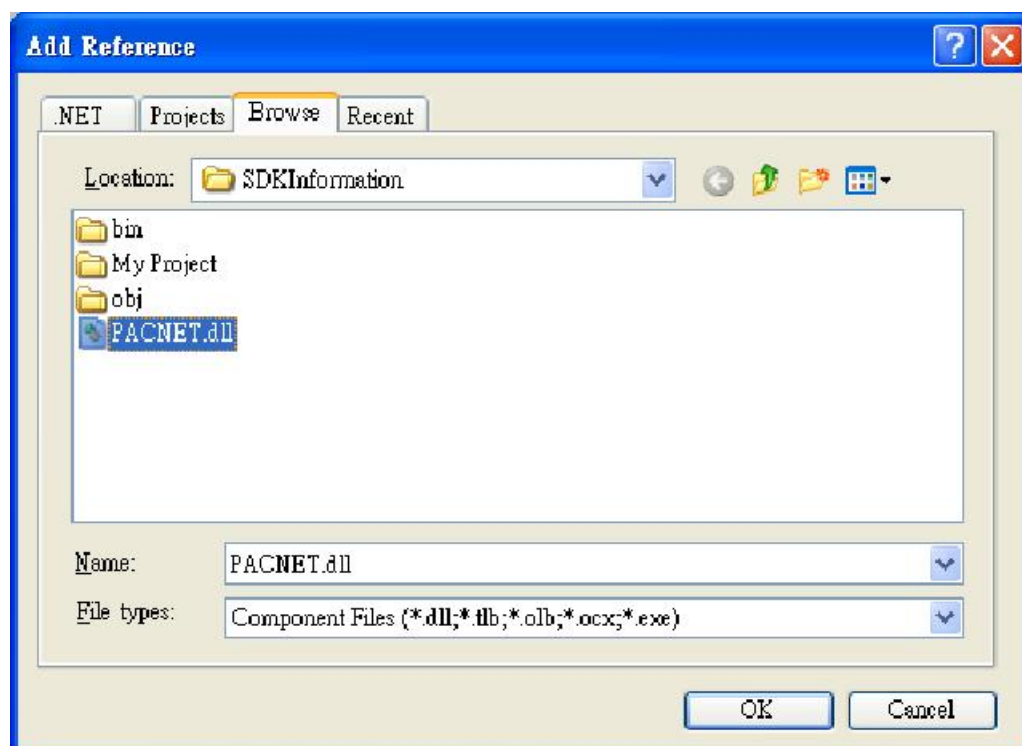 Add Reference
.NET Projects Browse Recent
Location: SDKInformation
bin
My Project
obj
PACNET.dll
Name: PACNET.dll
File types: Component Files (*.dll;*.tlb;*.olb;*.ocx;*.exe)
OK Cancel